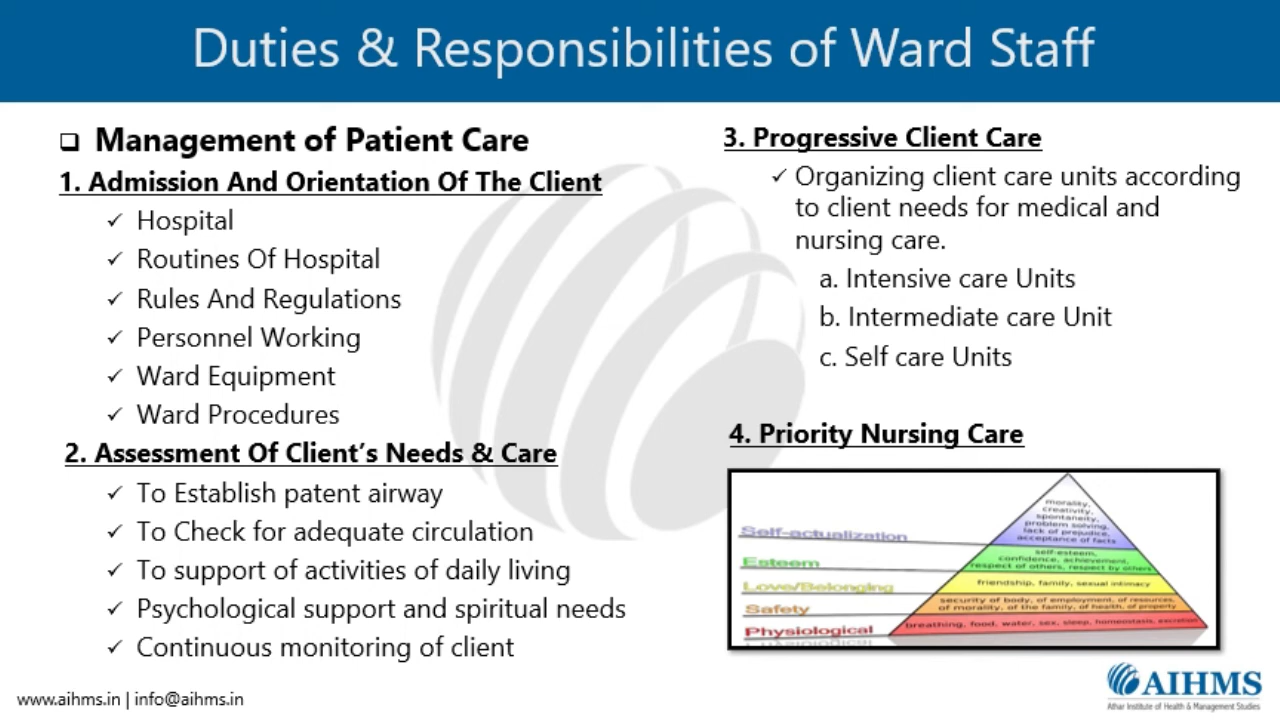 Duties & Responsibilities of Ward Staff
❑ Management of Patient Care
1. Admission And Orientation Of The Client
✓ Hospital
✓ Routines Of Hospital
✓ Rules And Regulations
✓ Personnel Working
✓ Ward Equipment
✓ Ward Procedures
2. Assessment Of Client's Needs & Care
✓ To Establish patent airway
✓ To Check for adequate circulation
✓ To support of activities of daily living
✓ Psychological support and spiritual needs
✓ Continuous monitoring of client
3. Progressive Client Care
✓ Organizing client care units according
to client needs for medical and
nursing care.
a. Intensive care Units
b. Intermediate care Unit
c. Self care Units
4. Priority Nursing Care
morality,
creativity,
spontaneity,
problem solving,
lack of prejudice,
acceptance of facts
Self-actualization
self-esteem,
confidence, achievement,
respect of others, respect by others
Esteem
friendship, family, sexual intimacy
Love/Belonging
security of body, of employment, of resources,
of morality, of the family, of health, of property
Safety
breathing, food, water, sex, sleep, homeostasis, excretion
Physiological
www.aihms.in | info@aihms.in
AIHMS
Athar Institute of Health & Management Studies